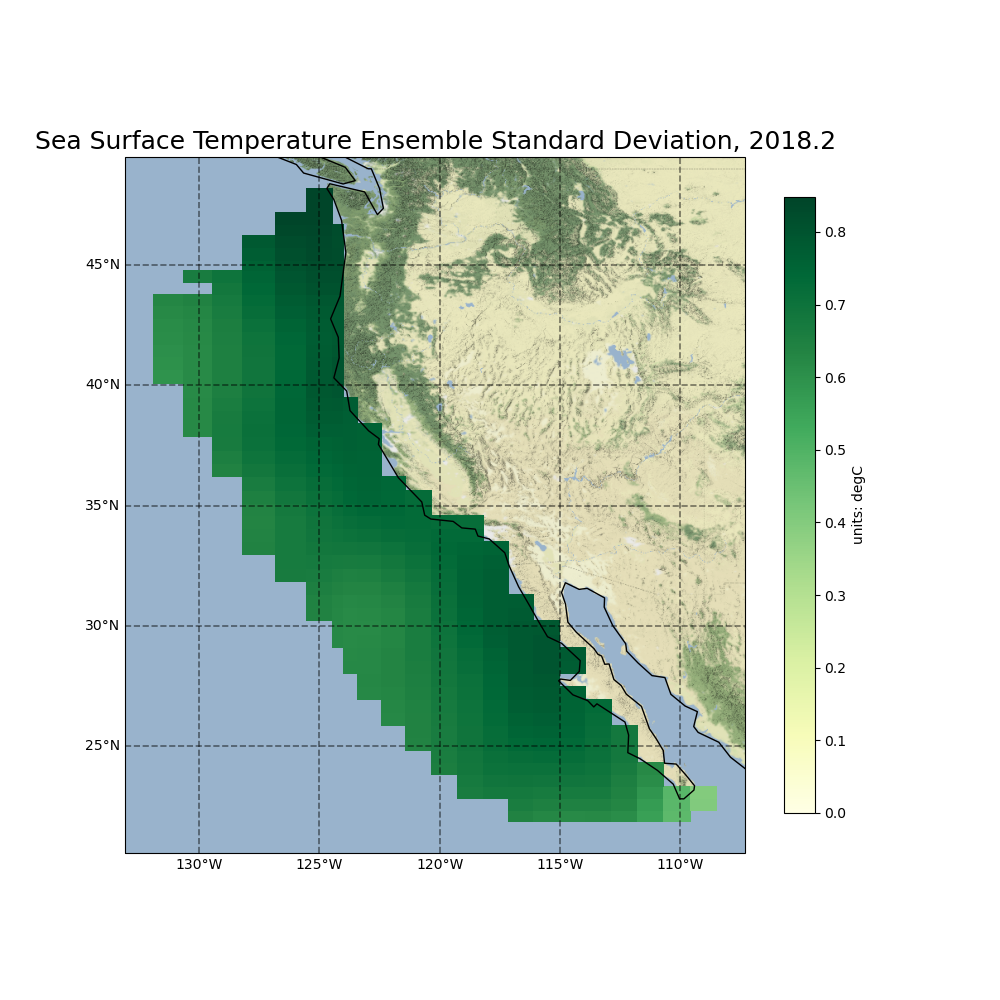 Sea Surface Temperature Ensemble Standard Deviation, 2018.2
45°N
40°N
35°N
30°N
25°N
130°W
125°W
120°W
115°W
110°W
0.8
0.7
0.6
0.5
0.4
0.3
0.2
0.1
0.0
units: degC